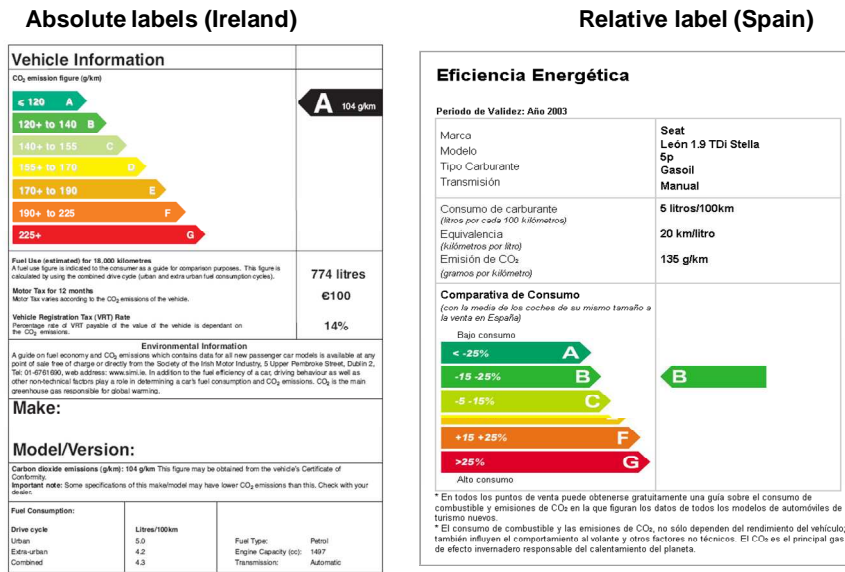 Absolute labels (Ireland)
Vehicle Information
CO₂ emission figure (g/km)
⩽ 120 A
120+ to 140 B
140+ to 155 C
155+ to 170 D
170+ to 190 E
190+ to 225 F
225+ G
A 104 g/km
Fuel Use (estimated) for 18,000 kilometres
A fuel use figure is indicated to the consumer as a guide for comparison purposes. This figure is
calculated by using the combined drive cycle (urban and extra urban fuel consumption cycles).
774 litres
Motor Tax for 12 months
Motor Tax varies according to the CO₂ emissions of the vehicle.
€100
Vehicle Registration Tax (VRT) Rate
Percentage rate of VRT payable of the value of the vehicle is dependant on
the CO₂ emissions.
14%
Environmental Information
A guide on fuel economy and CO₂ emissions which contains data for all new passenger car models is available at any
point of sale free of charge or directly from the Society of the Irish Motor Industry, 5 Upper Pembroke Street, Dublin 2,
Tel: 01-6761690, web address: www.simi.ie. In addition to the fuel efficiency of a car, driving behaviour as well as
other non-technical factors play a role in determining a car's fuel consumption and CO₂ emissions. CO₂ is the main
greenhouse gas responsible for global warming.
Make:
Model/Version:
Carbon dioxide emissions (g/km): 104 g/km This figure may be obtained from the vehicle's Certificate of
Conformity.
Important note: Some specifications of this make/model may have lower CO₂ emissions than this. Check with your
dealer.
Fuel Consumption:
Drive cycle Litres/100km
Urban 5.0 Fuel Type: Petrol
Extra-urban 4.2 Engine Capacity (cc): 1497
Combined 4.3 Transmission: Automatic
Relative label (Spain)
Eficiencia Energética
Periodo de Validez: Año 2003
Marca Seat
Modelo León 1.9 TDi Stella
5p
Tipo Carburante Gasoil
Transmisión Manual
Consumo de carburante 5 litros/100km
(litros por cada 100 kilómetros)
Equivalencia 20 km/litro
(kilómetros por litro)
Emisión de CO₂ 135 g/km
(gramos por kilómetro)
Comparativa de Consumo
(con la media de los coches de su mismo tamaño a
la venta en España)
Bajo consumo
< -25% A
-15 -25% B
B
-5 -15% C
+15 +25% F
>25% G
Alto consumo
* En todos los puntos de venta puede obtenerse gratuitamente una guía sobre el consumo de
combustible y emisiones de CO₂ en la que figuran los datos de todos los modelos de automóviles de
turismo nuevos.
* El consumo de combustible y las emisiones de CO₂, no sólo dependen del rendimiento del vehículo;
también influyen el comportamiento al volante y otros factores no técnicos. El CO₂ es el principal gas
de efecto invernadero responsable del calentamiento del planeta.